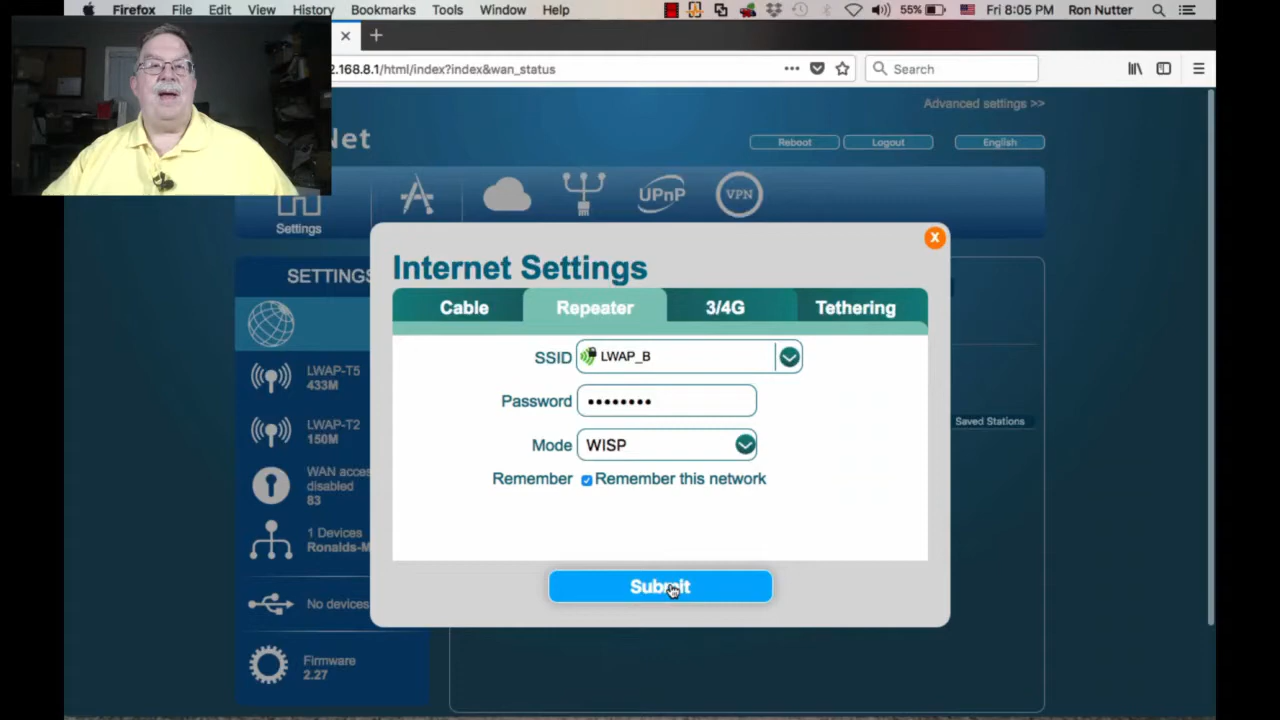 Firefox File Edit View History Bookmarks Tools Window Help 55% Fri 8:05 PM Ron Nutter
2.168.8.1/html/index?index&wan_status
Search
Advanced settings >>
Net
Reboot Logout English
UPnP VPN
Settings
SETTINGS
Internet Settings
X
Cable Repeater 3/4G Tethering
SSID LWAP_B
Password ••••••••
Mode WISP
Remember Remember this network
Submit
LWAP-T5
433M
LWAP-T2
150M
WAN acces
disabled
83
1 Devices
Ronalds-M
No devices
Firmware
2.27
Saved Stations